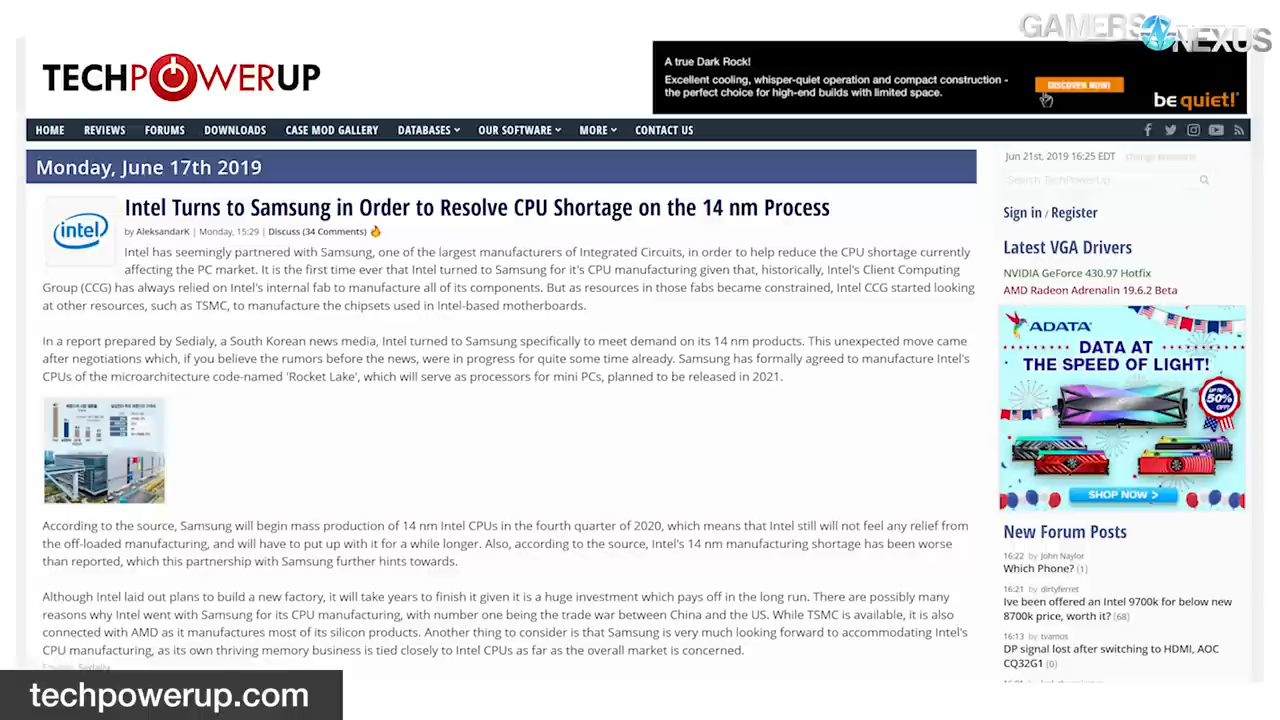 GAMERS NEXUS
TECHPOWERUP
A true Dark Rock!
Excellent cooling, whisper-quiet operation and compact construction -
the perfect choice for high-end builds with limited space.
DISCOVER NOW!
be quiet!
HOME REVIEWS FORUMS DOWNLOADS CASE MOD GALLERY DATABASES OUR SOFTWARE MORE CONTACT US
Monday, June 17th 2019
Jun 21st, 2019 16:25 EDT change timezone
Search TechPowerUp
intel
Intel Turns to Samsung in Order to Resolve CPU Shortage on the 14 nm Process
by AleksandarK | Monday, 15:29 | Discuss (34 Comments)
Intel has seemingly partnered with Samsung, one of the largest manufacturers of Integrated Circuits, in order to help reduce the CPU shortage currently
affecting the PC market. It is the first time ever that Intel turned to Samsung for it's CPU manufacturing given that, historically, Intel's Client Computing
Group (CCG) has always relied on Intel's internal fab to manufacture all of its components. But as resources in those fabs became constrained, Intel CCG started looking
at other resources, such as TSMC, to manufacture the chipsets used in Intel-based motherboards.
In a report prepared by Sedialy, a South Korean news media, Intel turned to Samsung specifically to meet demand on its 14 nm products. This unexpected move came
after negotiations which, if you believe the rumors before the news, were in progress for quite some time already. Samsung has formally agreed to manufacture Intel's
CPUs of the microarchitecture code-named 'Rocket Lake', which will serve as processors for mini PCs, planned to be released in 2021.
According to the source, Samsung will begin mass production of 14 nm Intel CPUs in the fourth quarter of 2020, which means that Intel still will not feel any relief from
the off-loaded manufacturing, and will have to put up with it for a while longer. Also, according to the source, Intel's 14 nm manufacturing shortage has been worse
than reported, which this partnership with Samsung further hints towards.
Although Intel laid out plans to build a new factory, it will take years to finish it given it is a huge investment which pays off in the long run. There are possibly many
reasons why Intel went with Samsung for its CPU manufacturing, with number one being the trade war between China and the US. While TSMC is available, it is also
connected with AMD as it manufactures most of its silicon products. Another thing to consider is that Samsung is very much looking forward to accommodating Intel's
CPU manufacturing, as its own thriving memory business is tied closely to Intel CPUs as far as the overall market is concerned.
Sign in / Register
Latest VGA Drivers
NVIDIA GeForce 430.97 Hotfix
AMD Radeon Adrenalin 19.6.2 Beta
ADATA
DATA AT
THE SPEED OF LIGHT!
UP TO
50%
OFF!
SHOP NOW >
New Forum Posts
16:22 by John Naylor
Which Phone? (1)
16:21 by dirtyferret
Ive been offered an Intel 9700k for below new
8700k price, worth it? (68)
16:13 by tvamos
DP signal lost after switching to HDMI, AOC
CQ32G1 (0)
techpowerup.com